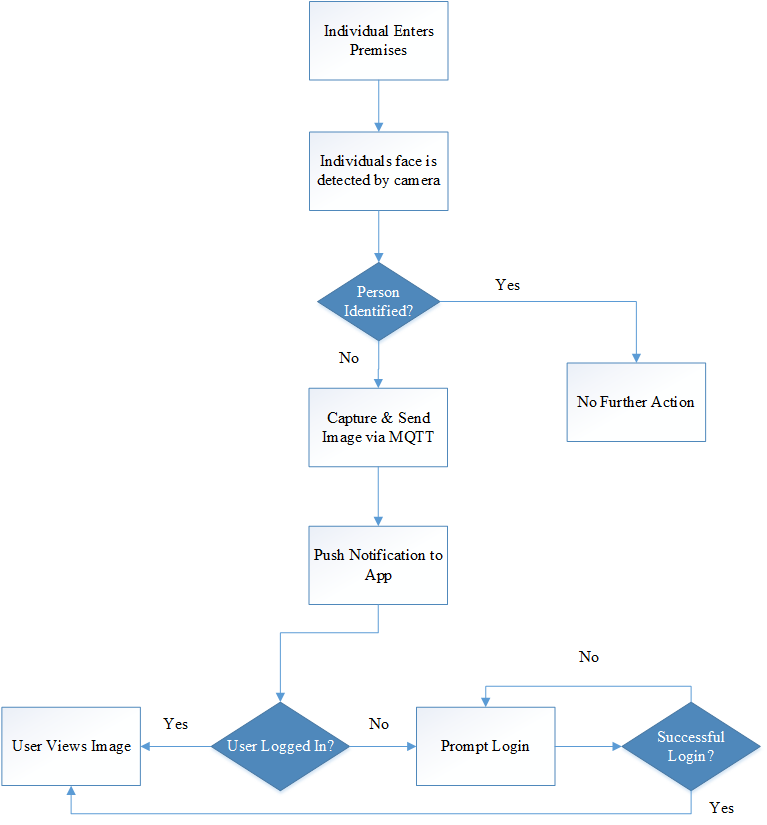 Individual Enters
Premises
Individuals face is
detected by camera
Person
Identified?
Yes
No
No Further Action
Capture & Send
Image via MQTT
Push Notification to
App
No
User Views Image
Yes
User Logged In?
No
Prompt Login
Successful
Login?
Yes